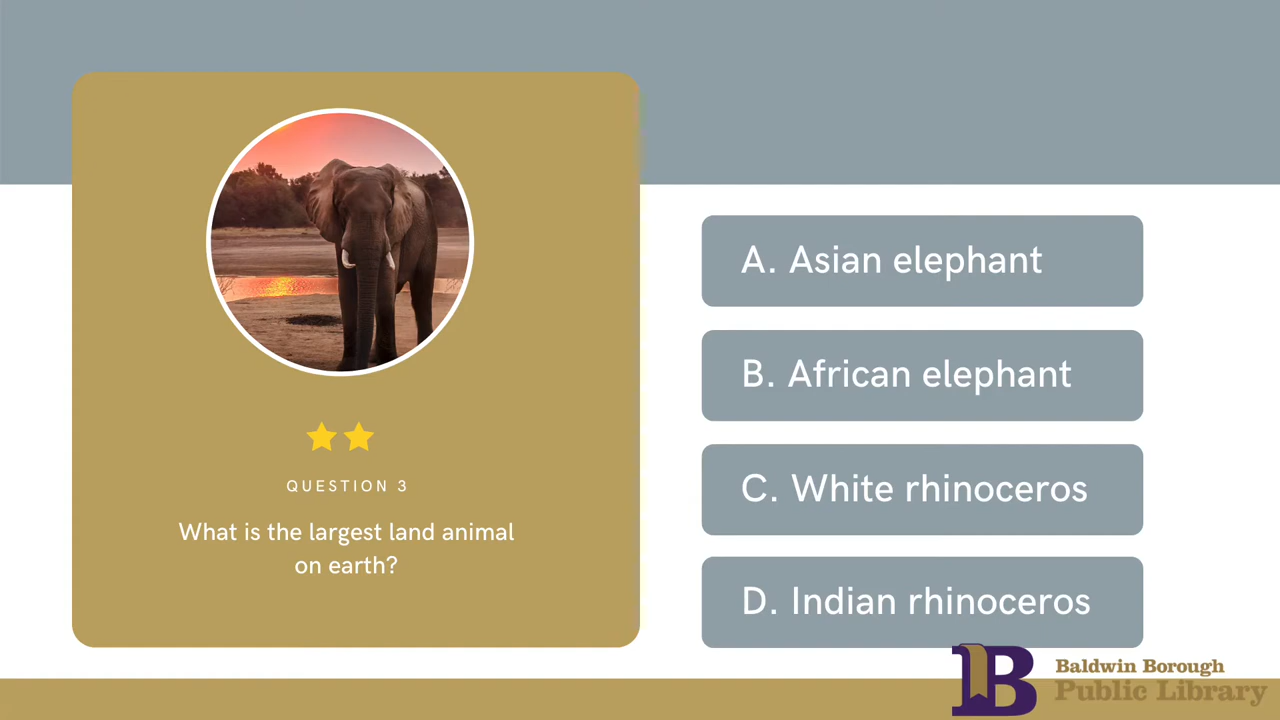 QUESTION 3
What is the largest land animal
on earth?
A. Asian elephant
B. African elephant
C. White rhinoceros
D. Indian rhinoceros
B
Baldwin Borough
Public Library